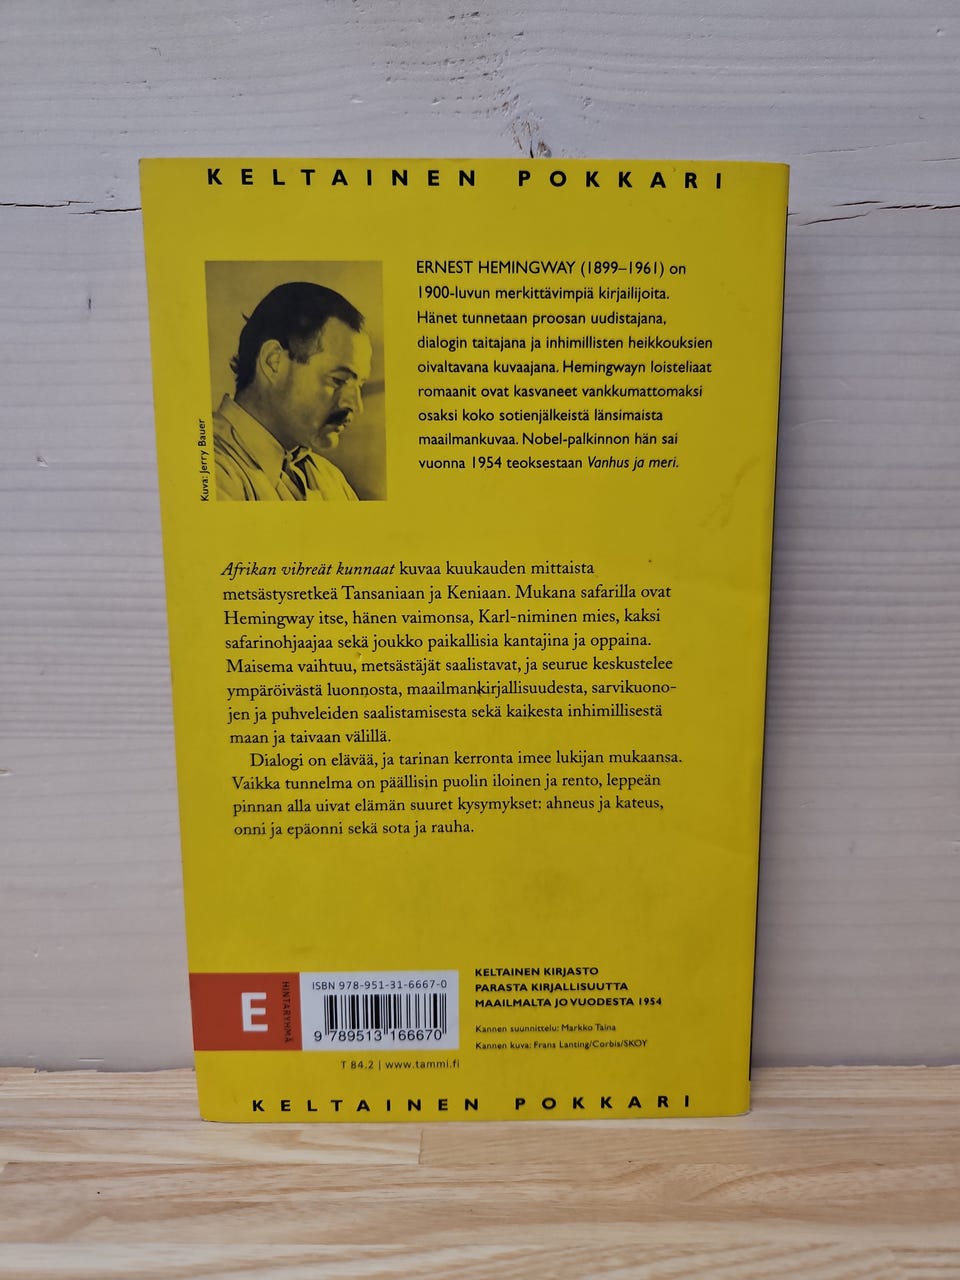 KELTAINEN POKKARI
Kuva: Jerry Bauer
ERNEST HEMINGWAY (1899–1961) on
1900-luvun merkittävimpiä kirjailijoita.
Hänet tunnetaan proosan uudistajana,
dialogin taitajana ja inhimillisten heikkouksien
oivaltavana kuvaajana. Hemingwayn loisteliaat
romaanit ovat kasvaneet vankkumattomaksi
osaksi koko sotienjälkeistä länsimaista
maailmankuvaa. Nobel-palkinnon hän sai
vuonna 1954 teoksestaan Vanhus ja meri.
Afrikan vihreät kunnaat kuvaa kuukauden mittaista
metsästysretkeä Tansaniaan ja Keniaan. Mukana safarilla ovat
Hemingway itse, hänen vaimonsa, Karl-niminen mies, kaksi
safarinohjaajaa sekä joukko paikallisia kantajina ja oppaina.
Maisema vaihtuu, metsästäjät saalistavat, ja seurue keskustelee
ympäröivästä luonnosta, maailmankirjallisuudesta, sarvikuono-
jen ja puhveleiden saalistamisesta sekä kaikesta inhimillisestä
maan ja taivaan välillä.
Dialogi on elävää, ja tarinan kerronta imee lukijan mukaansa.
Vaikka tunnelma on päällisin puolin iloinen ja rento, leppeän
pinnan alla uivat elämän suuret kysymykset: ahneus ja kateus,
onni ja epäonni sekä sota ja rauha.
E
HINTARYHMÄ
ISBN 978-951-31-6667-0
9 789513 166670
T 84.2 | www.tammi.fi
KELTAINEN KIRJASTO
PARASTA KIRJALLISUUTTA
MAAILMALTA JO VUODESTA 1954
Kannen suunnittelu: Markko Taina
Kannen kuva: Frans Lanting/Corbis/SKOY
KELTAINEN POKKARI